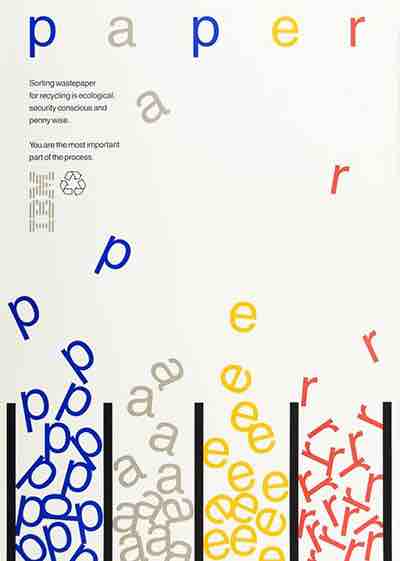 p a p e r
Sorting wastepaper
for recycling is ecological,
security conscious and
penny wise.
You are the most important
part of the process.
IBM
a
r
p
p
e
r
p
a
e
r
p
p
a
e
r